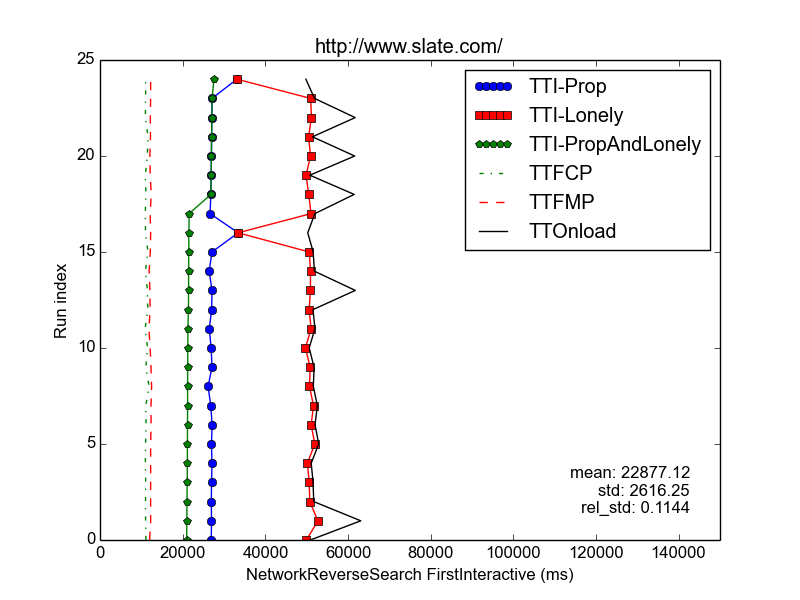 http://www.slate.com/
25
20
15
10
5
0
Run index
TTI-Prop
TTI-Lonely
TTI-PropAndLonely
TTFCP
TTFMP
TTOnload
mean: 22877.12
std: 2616.25
rel_std: 0.1144
0 20000 40000 60000 80000 100000 120000 140000
NetworkReverseSearch FirstInteractive (ms)